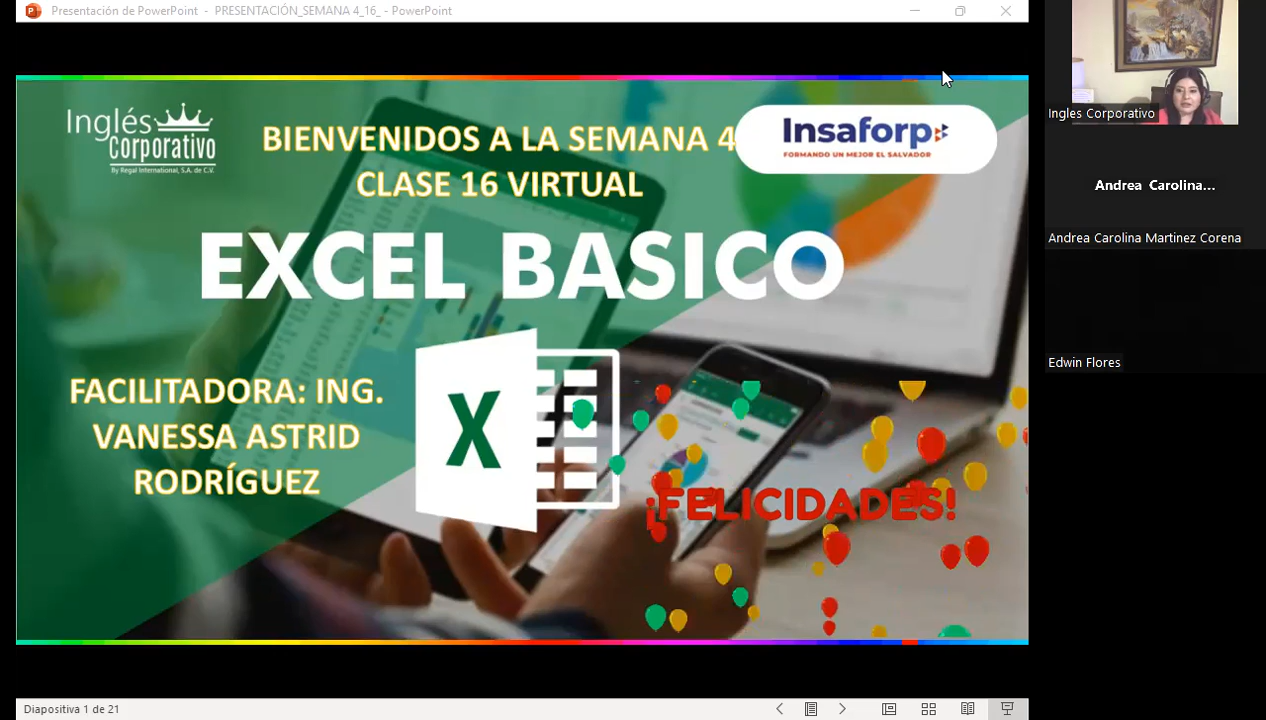 Presentación de PowerPoint - PRESENTACIÓN_SEMANA 4_16_ - PowerPoint
Inglés
Corporativo
By Regal International, S.A. de C.V.
BIENVENIDOS A LA SEMANA 4
CLASE 16 VIRTUAL
Insaforp
FORMANDO UN MEJOR EL SALVADOR
EXCEL BASICO
X
FACILITADORA: ING.
VANESSA ASTRID
RODRÍGUEZ
¡FELICIDADES!
Ingles Corporativo
Andrea Carolina...
Andrea Carolina Martinez Corena
Edwin Flores
Diapositiva 1 de 21